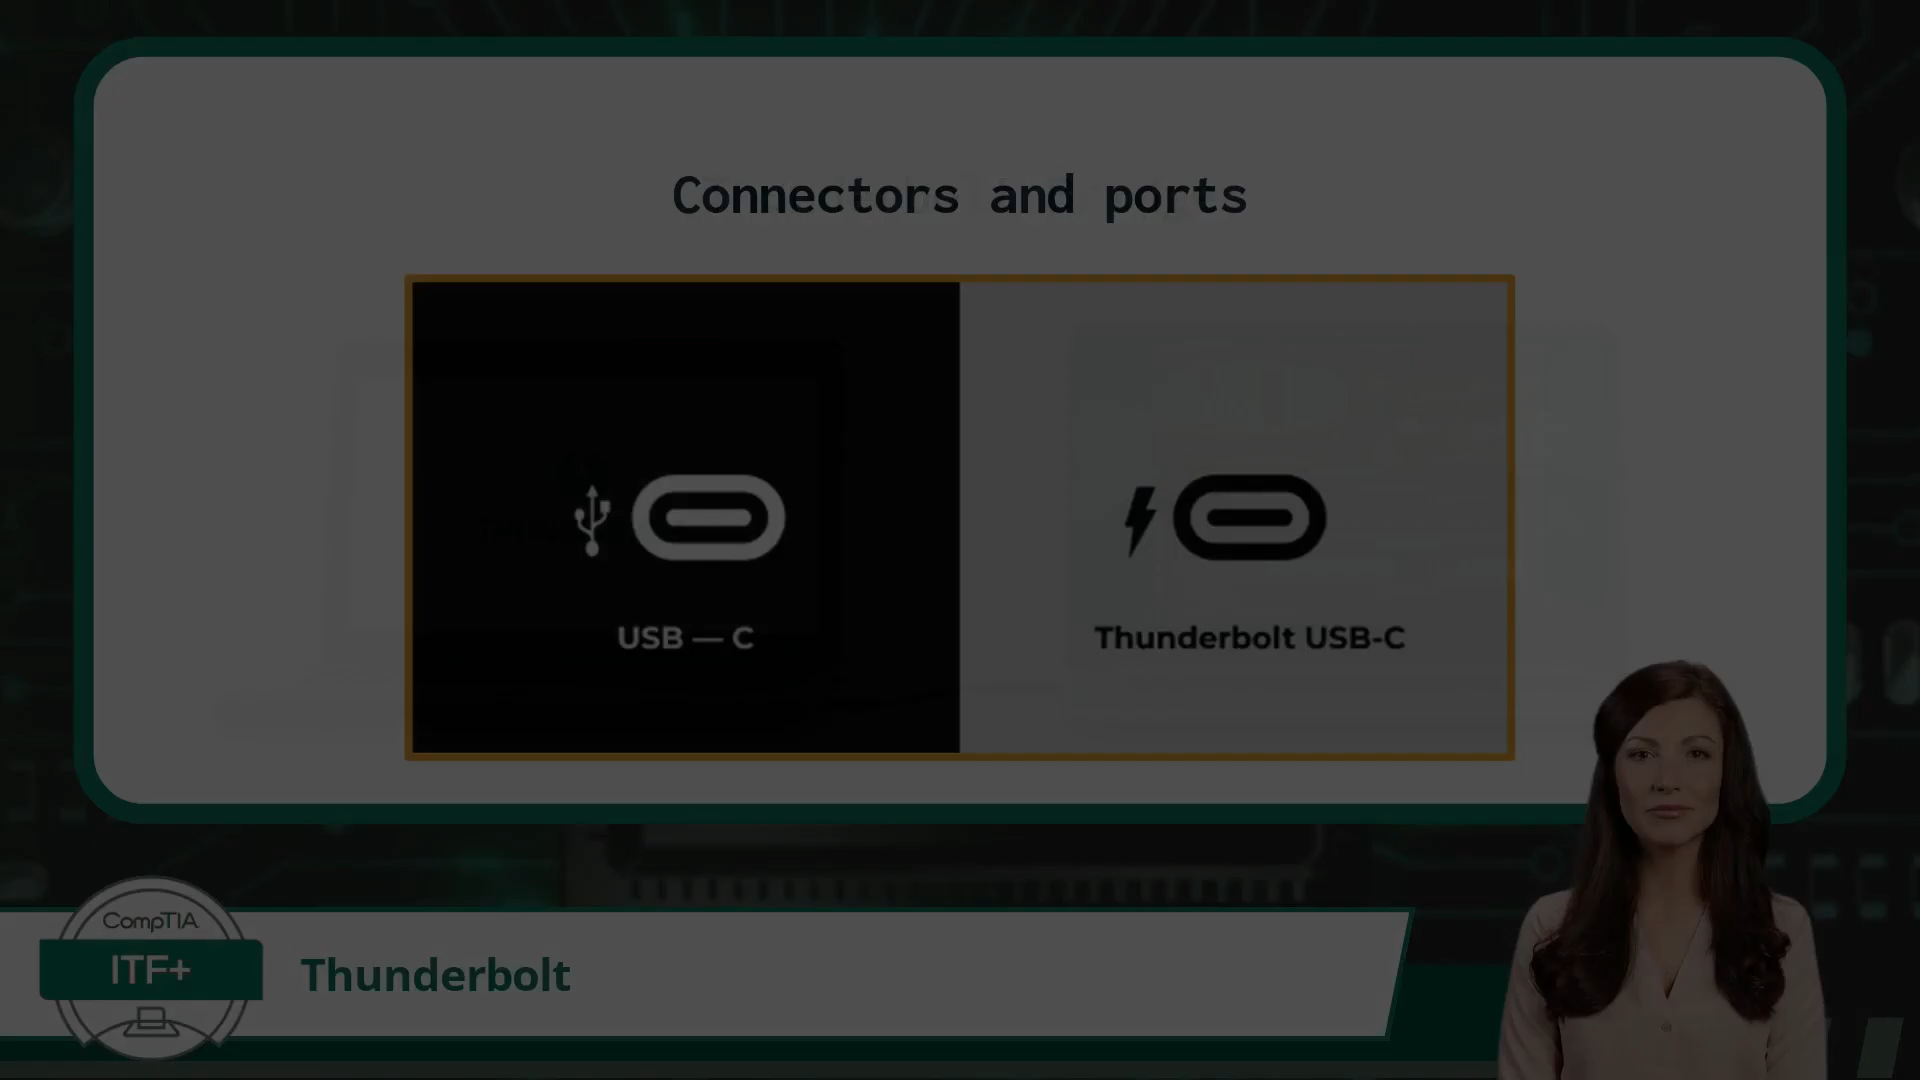 Connectors and ports
USB — C
Thunderbolt USB-C
CompTIA
ITF+
Thunderbolt